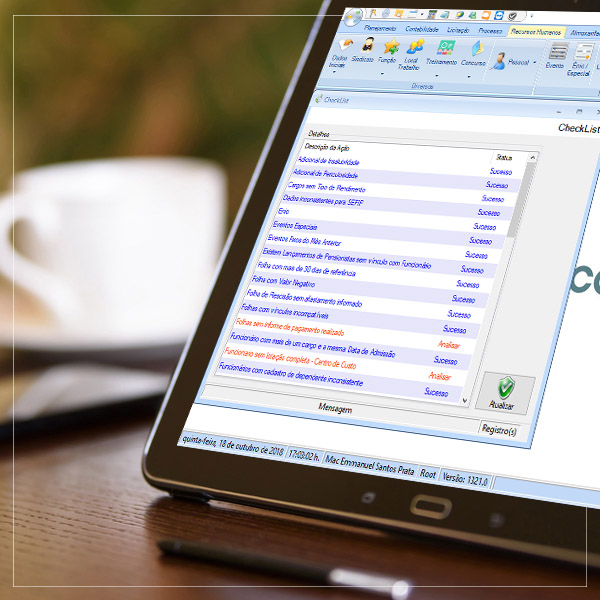 Planejamento Contabilidade Licitação Processo Recursos Humanos Almoxarifado
Dados Iniciais Sindicato Função Local Trabalho Treinamento Concurso Pessoal Evento
Especial
Diversos
CheckList
CheckList
Detalhes
Descrição da Ação Status
Adicional de Insalubridade Sucesso
Adicional de Periculosidade Sucesso
Cargos sem Tipo do Rendimento Sucesso
Dados Inconsistentes para SEFIP Sucesso
Erro Sucesso
Eventos Especiais Sucesso
Eventos Fixos do Mês Anterior Sucesso
Existem Lançamentos de Pensionistas sem vínculo com Funcionário Sucesso
Folha com mais de 30 dias de referência Sucesso
Folha com Valor Negativo Sucesso
Folha de Rescisão sem afastamento informado Sucesso
Folhas com vínculos incompatíveis Sucesso
Folhas sem informe de pagamento realizado Analisar
Funcionário com mais de um cargo e a mesma Data de Admissão Sucesso
Funcionário sem lotação completa - Centro de Custo Analisar
Funcionários com cadastro de dependente inconsistente Sucesso
Atualizar
Mensagem Registro(s)
quinta-feira, 18 de outubro de 2018 17:03:02 h. Mac Emmanuel Santos Prata Root Versão: 1321.0